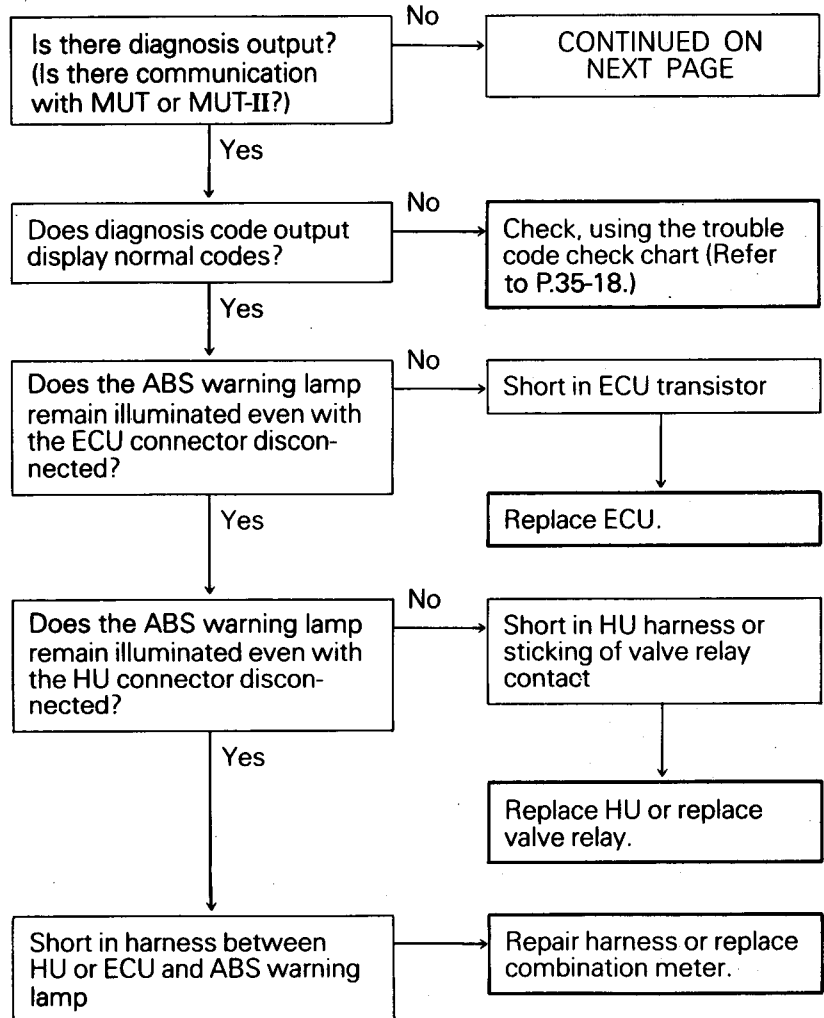 Is there diagnosis output?
(Is there communication
with MUT or MUT-II?)
No
CONTINUED ON
NEXT PAGE
Yes
Does diagnosis code output
display normal codes?
No
Check, using the trouble
code check chart (Refer
to P.35-18.)
Yes
Does the ABS warning lamp
remain illuminated even with
the ECU connector discon-
nected?
No
Short in ECU transistor
Replace ECU.
Yes
Does the ABS warning lamp
remain illuminated even with
the HU connector discon-
nected?
No
Short in HU harness or
sticking of valve relay
contact
Replace HU or replace
valve relay.
Yes
Short in harness between
HU or ECU and ABS warning
lamp
Repair harness or replace
combination meter.